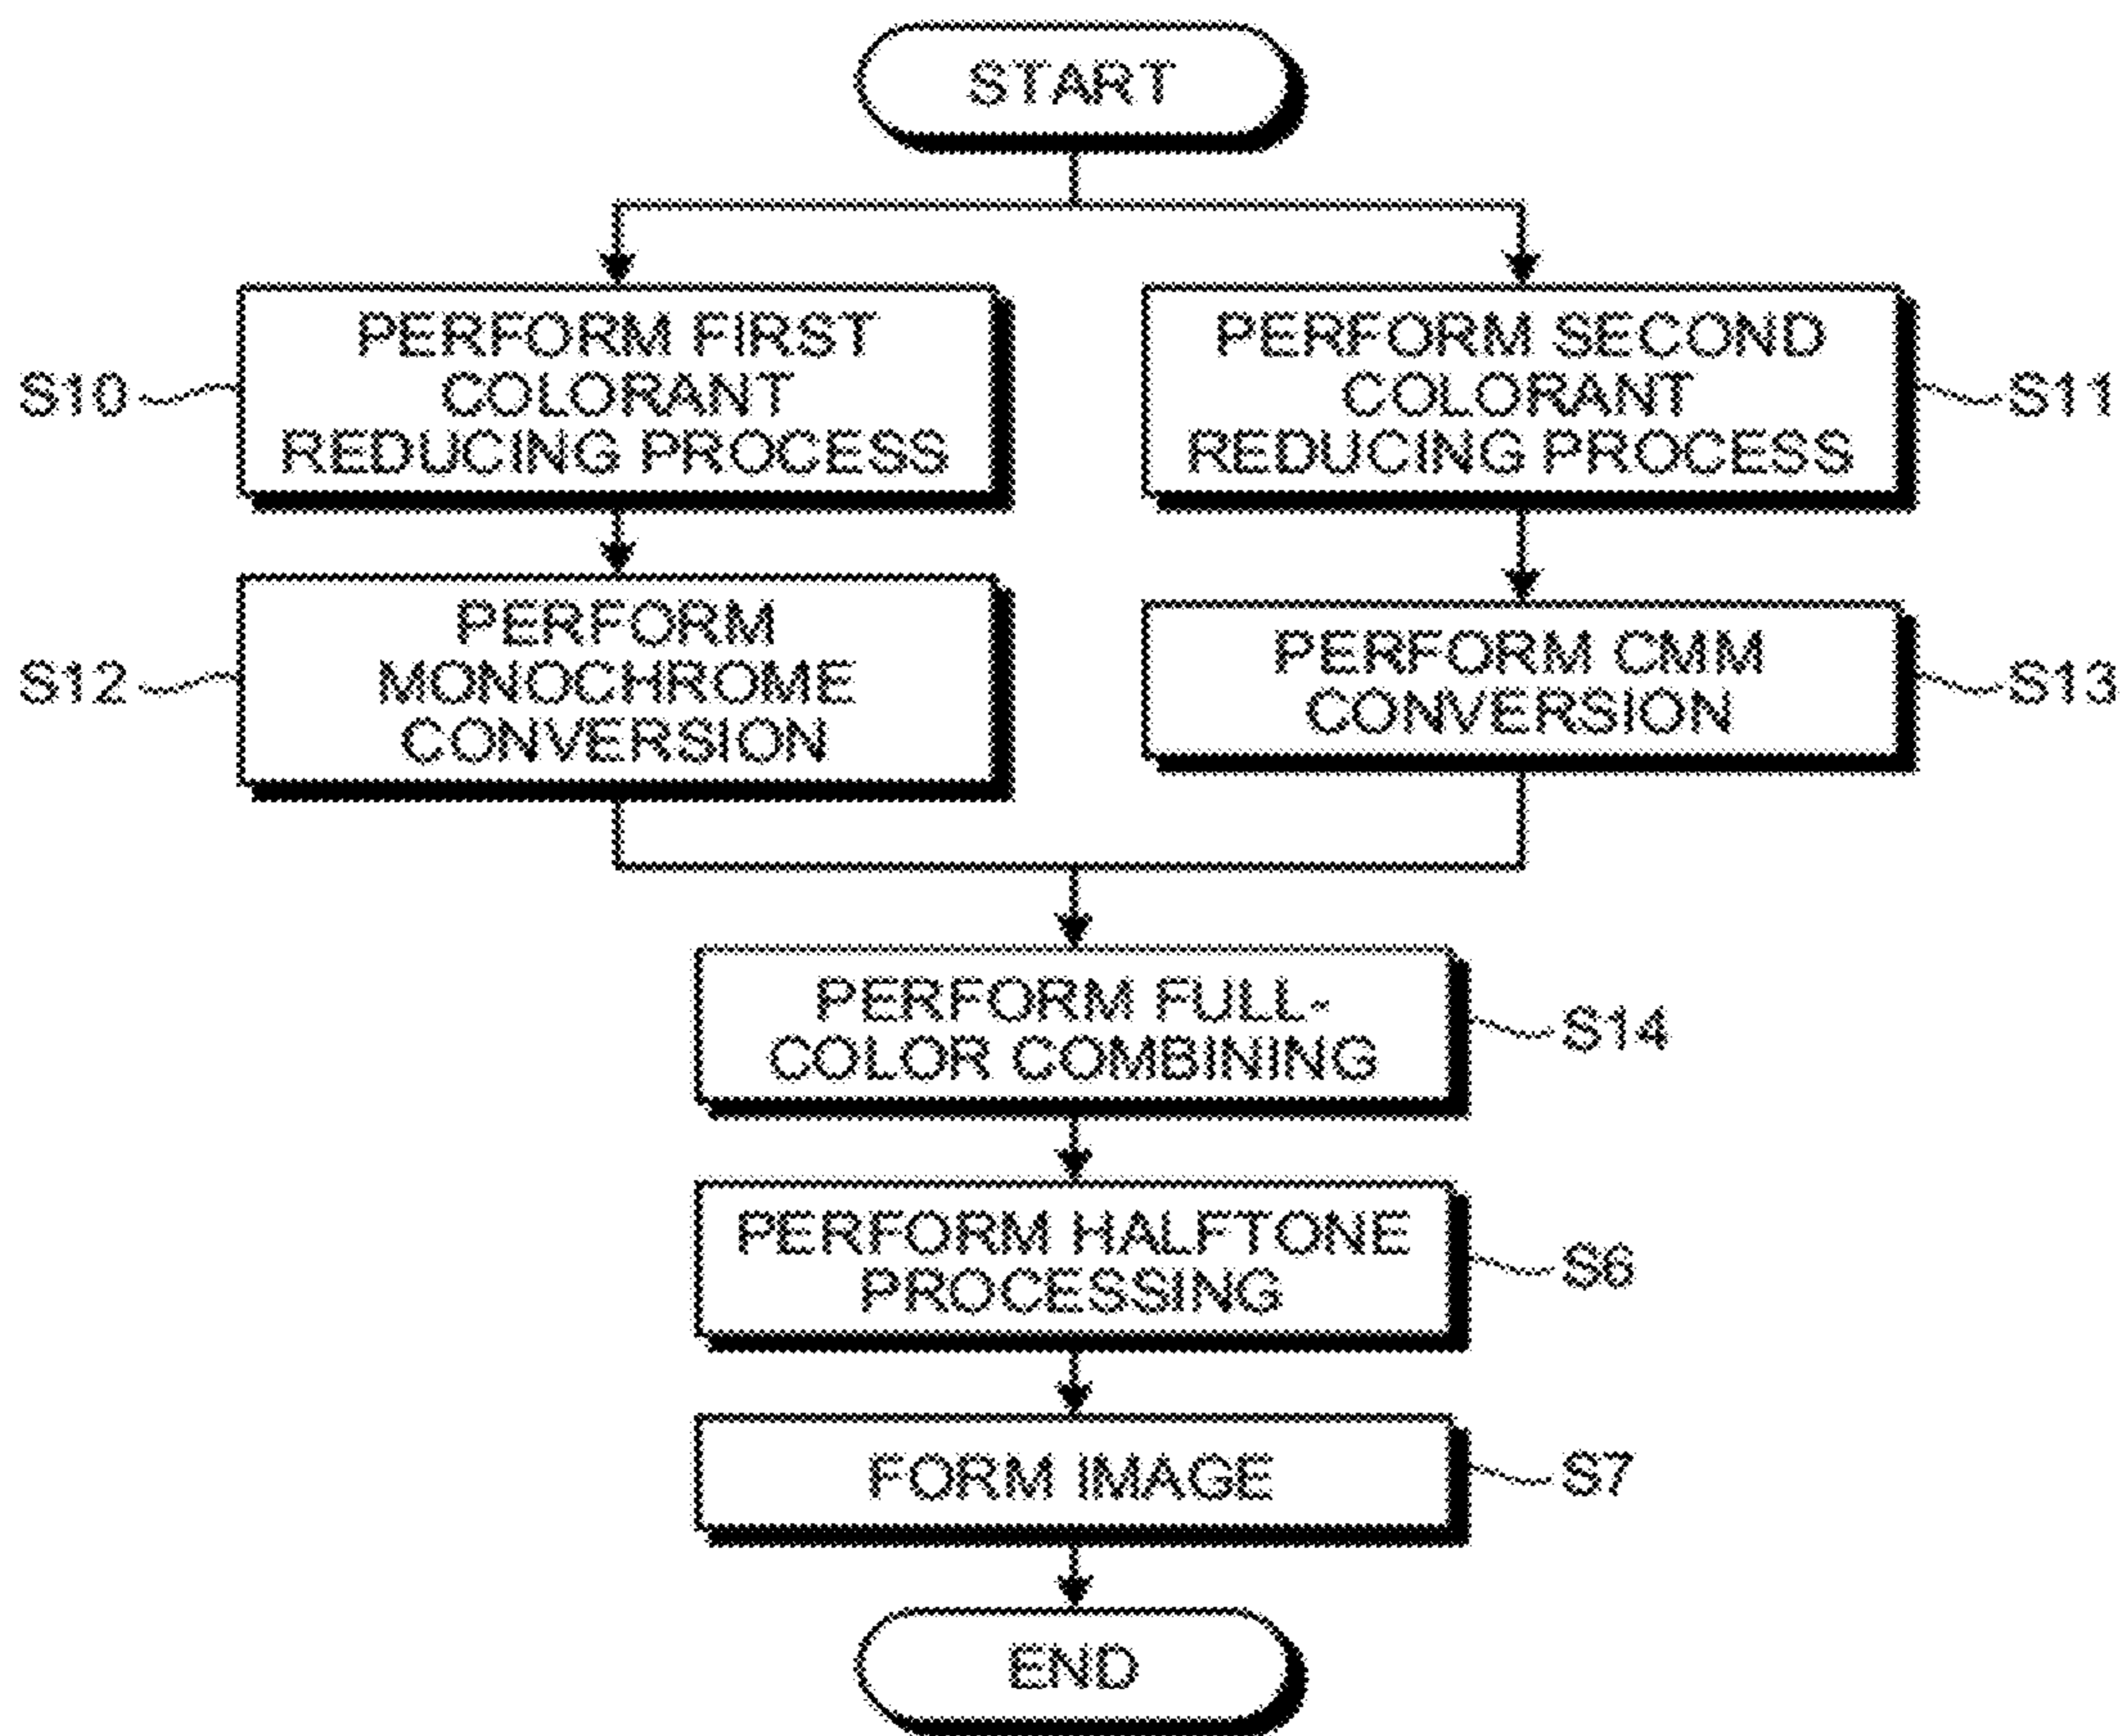 START
PERFORM FIRST
COLORANT
REDUCING PROCESS
S10
PERFORM SECOND
COLORANT
REDUCING PROCESS
S11
PERFORM
MONOCHROME
CONVERSION
S12
PERFORM CMM
CONVERSION
S13
PERFORM FULL-
COLOR COMBINING
S14
PERFORM HALFTONE
PROCESSING
S6
FORM IMAGE
S7
END